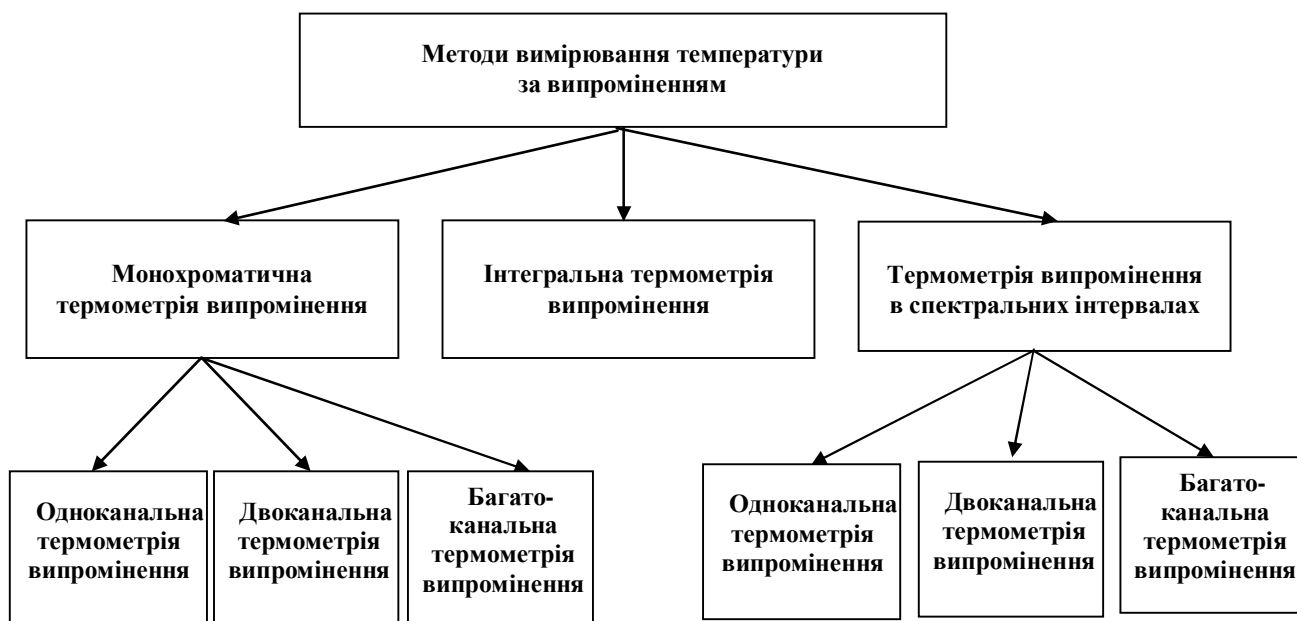 Методи вимірювання температури
за випроміненням
Монохроматична
термометрія випромінення
Інтегральна термометрія
випромінення
Термометрія випромінення
в спектральних інтервалах
Одноканальна
термометрія
випромінення
Двоканальна
термометрія
випромінення
Багато-
канальна
термометрія
випромінення
Одноканальна
термометрія
випромінення
Двоканальна
термометрія
випромінення
Багато-
канальна
термометрія
випромінення